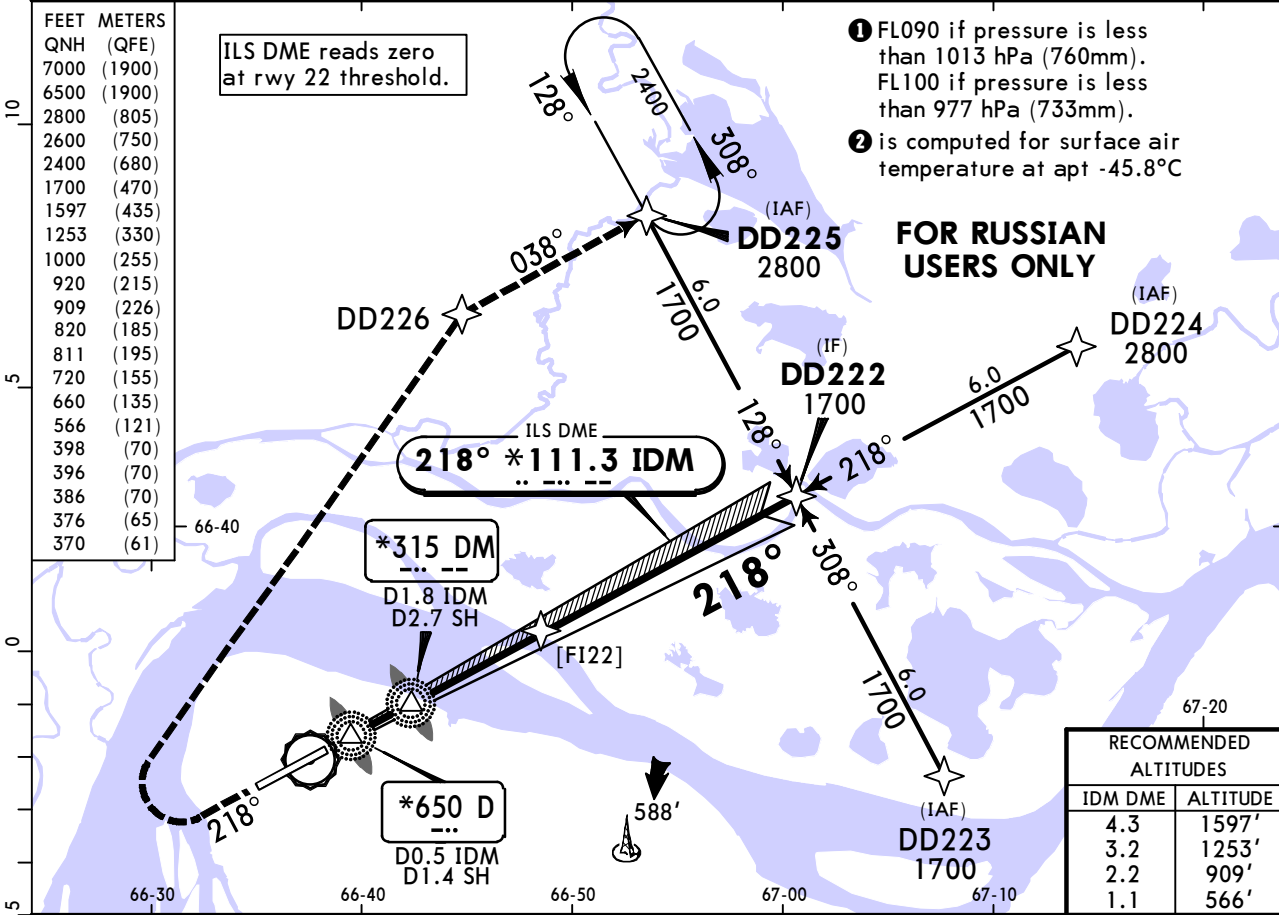 FEET METERS
QNH (QFE)
7000 (1900)
6500 (1900)
2800 (805)
2600 (750)
2400 (680)
1700 (470)
1597 (435)
1253 (330)
1000 (255)
920 (215)
909 (226)
820 (185)
811 (195)
720 (155)
660 (135)
566 (121)
398 (70)
396 (70)
386 (70)
376 (65)
370 (61)
ILS DME reads zero
at rwy 22 threshold.
❶ FL090 if pressure is less
than 1013 hPa (760mm).
FL100 if pressure is less
than 977 hPa (733mm).
❷ is computed for surface air
temperature at apt -45.8°C
FOR RUSSIAN
USERS ONLY
128°
2400
308°
(IAF)
DD225
2800
038°
DD226
6.0
1700
128°
(IAF)
DD224
2800
6.0
1700
218°
(IF)
DD222
1700
ILS DME
218° *111.3 IDM
218°
*315 DM
D1.8 IDM
D2.7 SH
[FI22]
308°
6.0
1700
(IAF)
DD223
1700
*650 D
D0.5 IDM
D1.4 SH
218°
588'
10
5
0
5
66-40
67-20
66-30
66-40
66-50
67-00
67-10
RECOMMENDED
ALTITUDES
IDM DME ALTITUDE
4.3 1597'
3.2 1253'
2.2 909'
1.1 566'